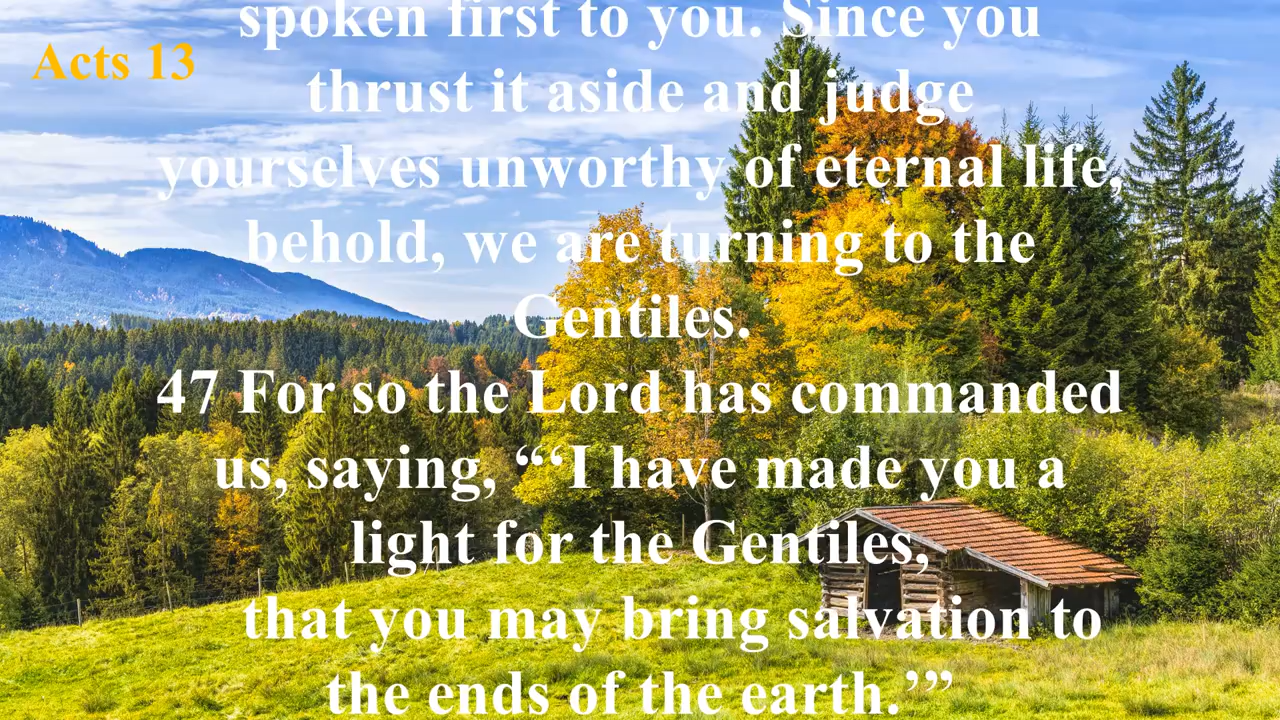 spoken first to you. Since you
Acts 13
thrust it aside and judge
yourselves unworthy of eternal life,
behold, we are turning to the
Gentiles.
47 For so the Lord has commanded
us, saying, “‘I have made you a
light for the Gentiles,
that you may bring salvation to
the ends of the earth.’”